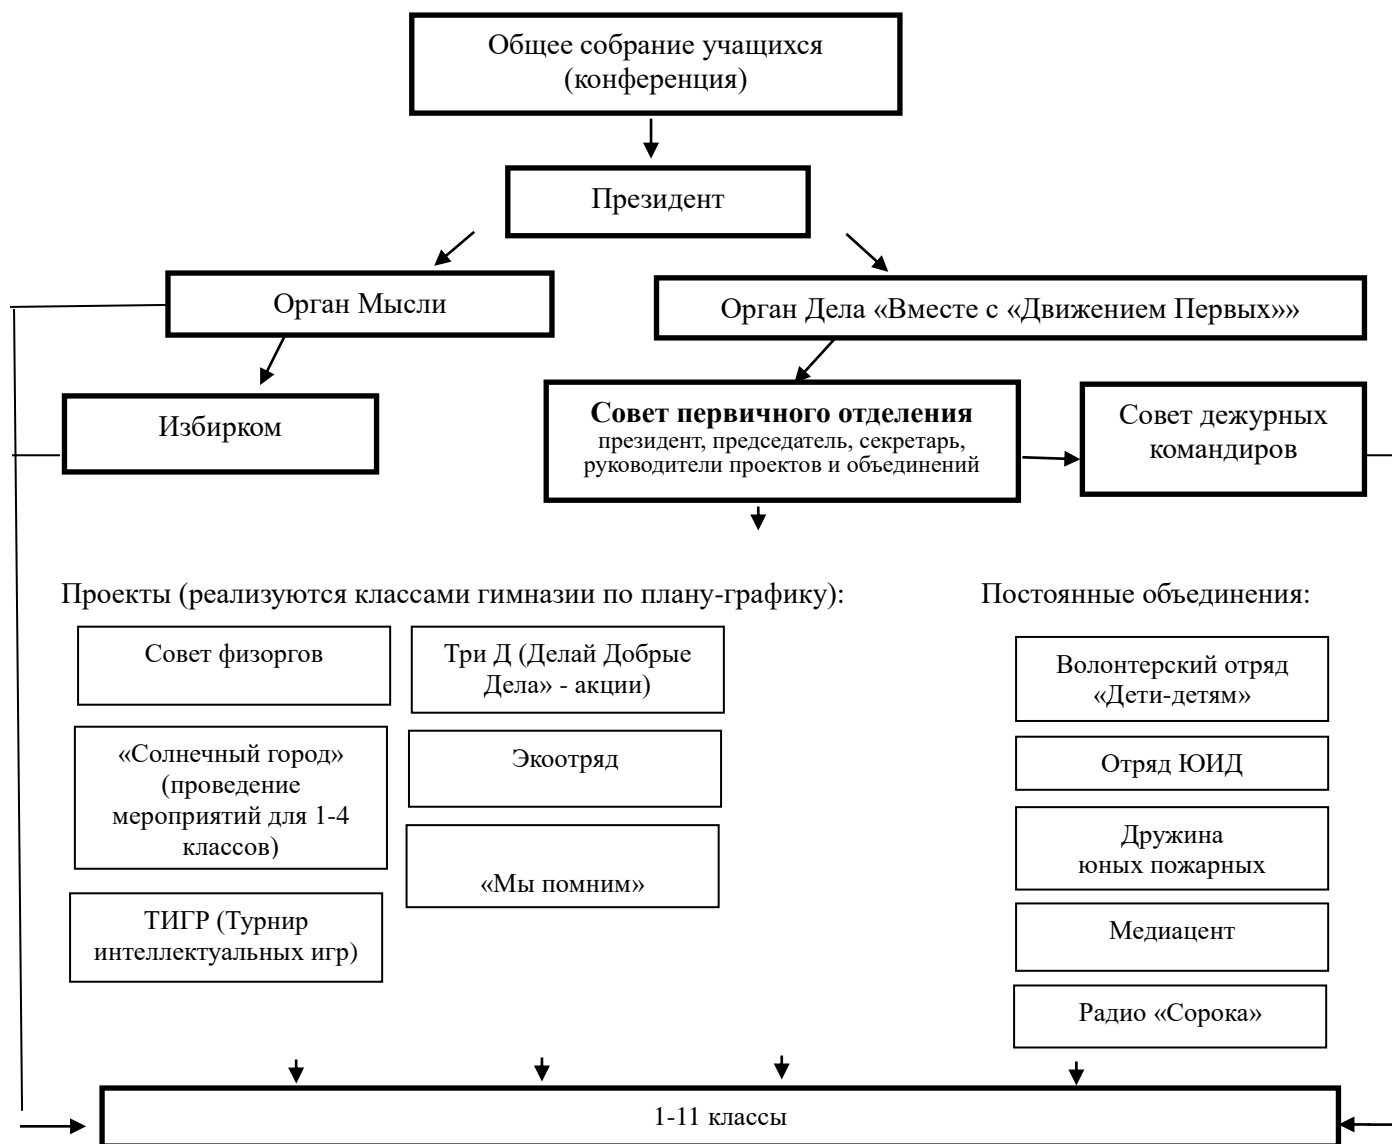 Общее собрание учащихся
(конференция)
Президент
Орган Мысли
Орган Дела «Вместе с «Движением Первых»»
Избирком
Совет первичного отделения
президент, председатель, секретарь,
руководители проектов и объединений
Совет дежурных
командиров
Проекты (реализуются классами гимназии по плану-графику):
Постоянные объединения:
Совет физоргов
Три Д (Делай Добрые
Дела» - акции)
«Солнечный город»
(проведение
мероприятий для 1-4
классов)
Экоотряд
«Мы помним»
ТИГР (Турнир
интеллектуальных игр)
Волонтерский отряд
«Дети-детям»
Отряд ЮИД
Дружина
юных пожарных
Медиацент
Радио «Сорока»
1-11 классы